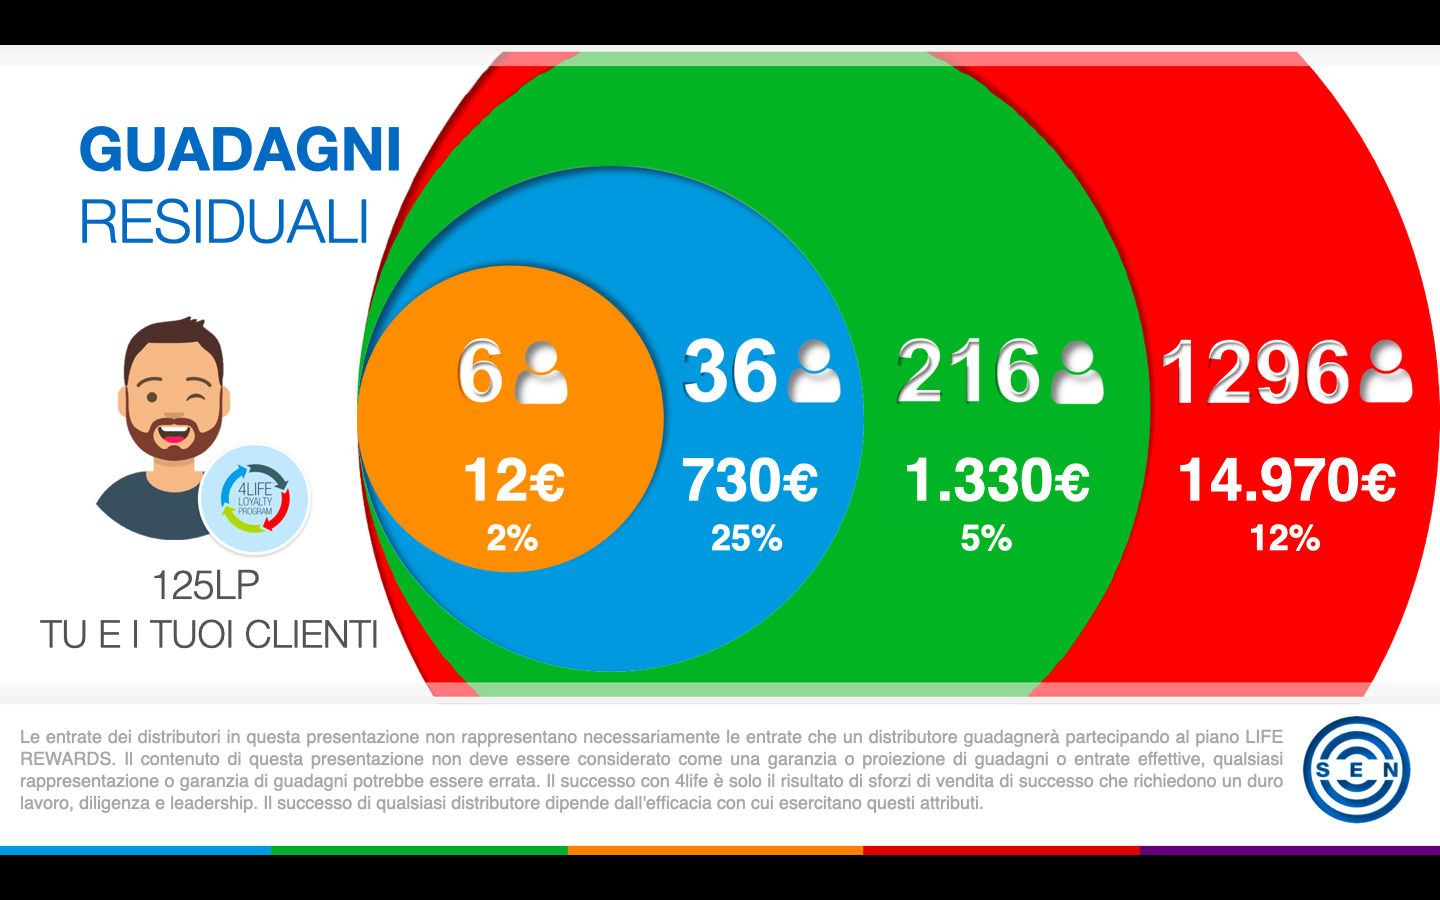 GUADAGNI
RESIDUALI
6
36
216
1296
12€
730€
1.330€
14.970€
2%
25%
5%
12%
4LIFE
LOYALTY
PROGRAM
125LP
TU E I TUOI CLIENTI
Le entrate dei distributori in questa presentazione non rappresentano necessariamente le entrate che un distributore guadagnerà partecipando al piano LIFE
REWARDS. Il contenuto di questa presentazione non deve essere considerato come una garanzia o proiezione di guadagni o entrate effettive, qualsiasi
rappresentazione o garanzia di guadagni potrebbe essere errata. Il successo con 4life è solo il risultato di sforzi di vendita di successo che richiedono un duro
lavoro, diligenza e leadership. Il successo di qualsiasi distributore dipende dall'efficacia con cui esercitano questi attributi.
SEN